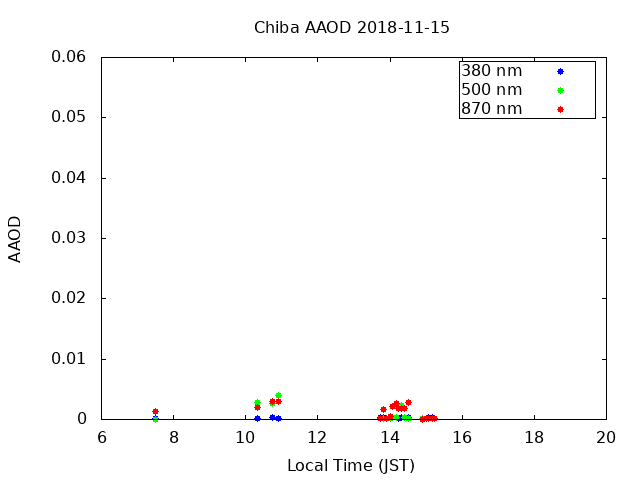 Chiba AAOD 2018-11-15
0.06
0.05
0.04
0.03
0.02
0.01
0
AAOD
380 nm
500 nm
870 nm
6 8 10 12 14 16 18 20
Local Time (JST)